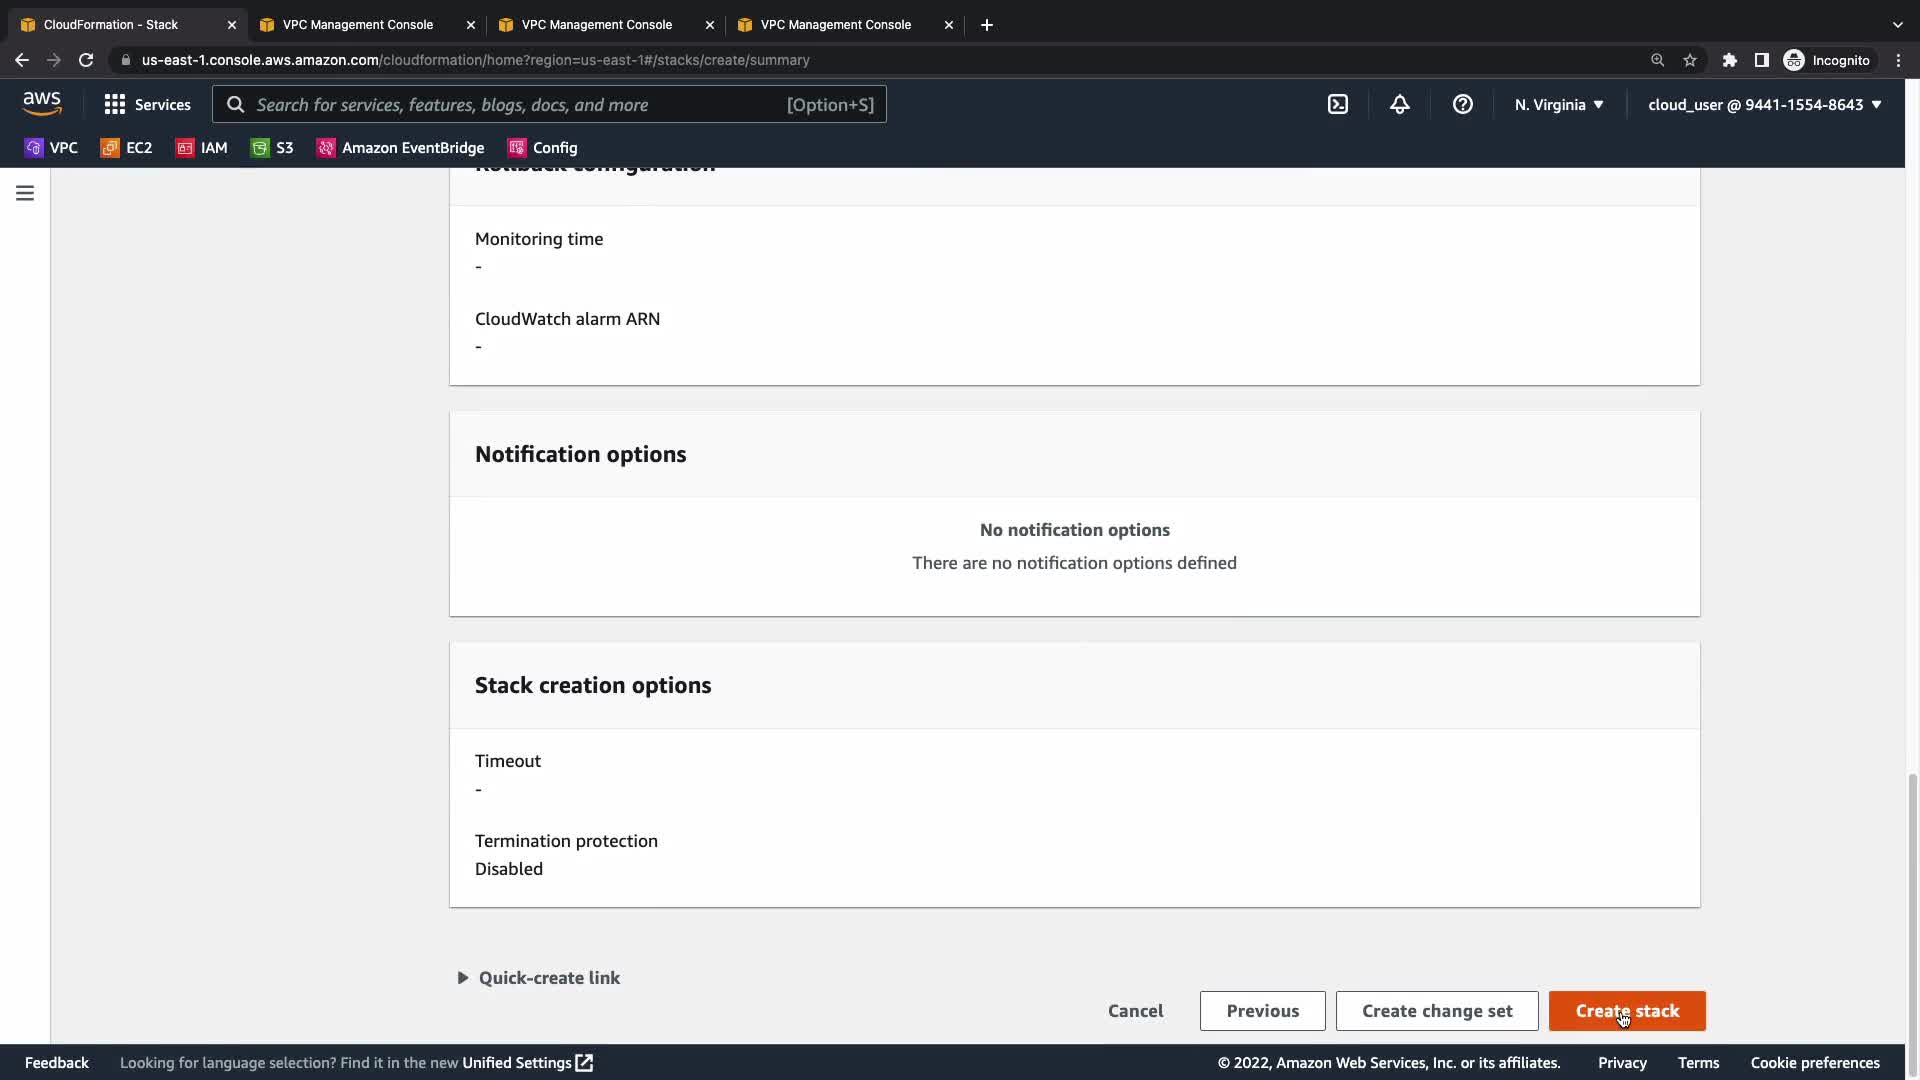 CloudFormation - Stack
VPC Management Console
VPC Management Console
VPC Management Console
us-east-1.console.aws.amazon.com/cloudformation/home?region=us-east-1#/stacks/create/summary
Incognito
aws
Services
Search for services, features, blogs, docs, and more
[Option+S]
N. Virginia
cloud_user @ 9441-1554-8643
VPC
EC2
IAM
S3
Amazon EventBridge
Config
Rollback configuration
Monitoring time
-
CloudWatch alarm ARN
-
Notification options
No notification options
There are no notification options defined
Stack creation options
Timeout
-
Termination protection
Disabled
Quick-create link
Cancel
Previous
Create change set
Create stack
Feedback
Looking for language selection? Find it in the new Unified Settings
© 2022, Amazon Web Services, Inc. or its affiliates.
Privacy
Terms
Cookie preferences